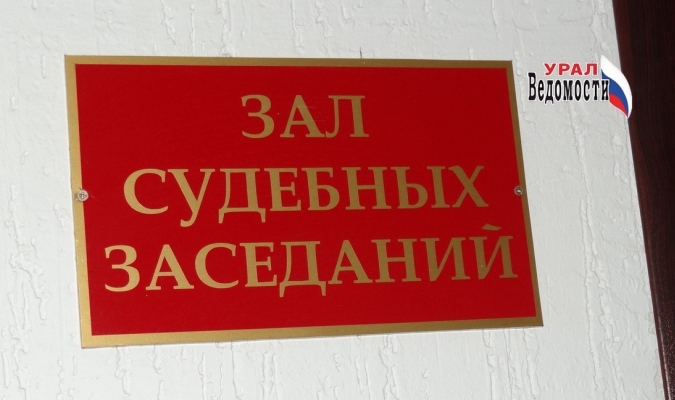 ЗАЛ
СУДЕБНЫХ
ЗАСЕДАНИЙ
УРАЛ
ВЕДОМОСТИ